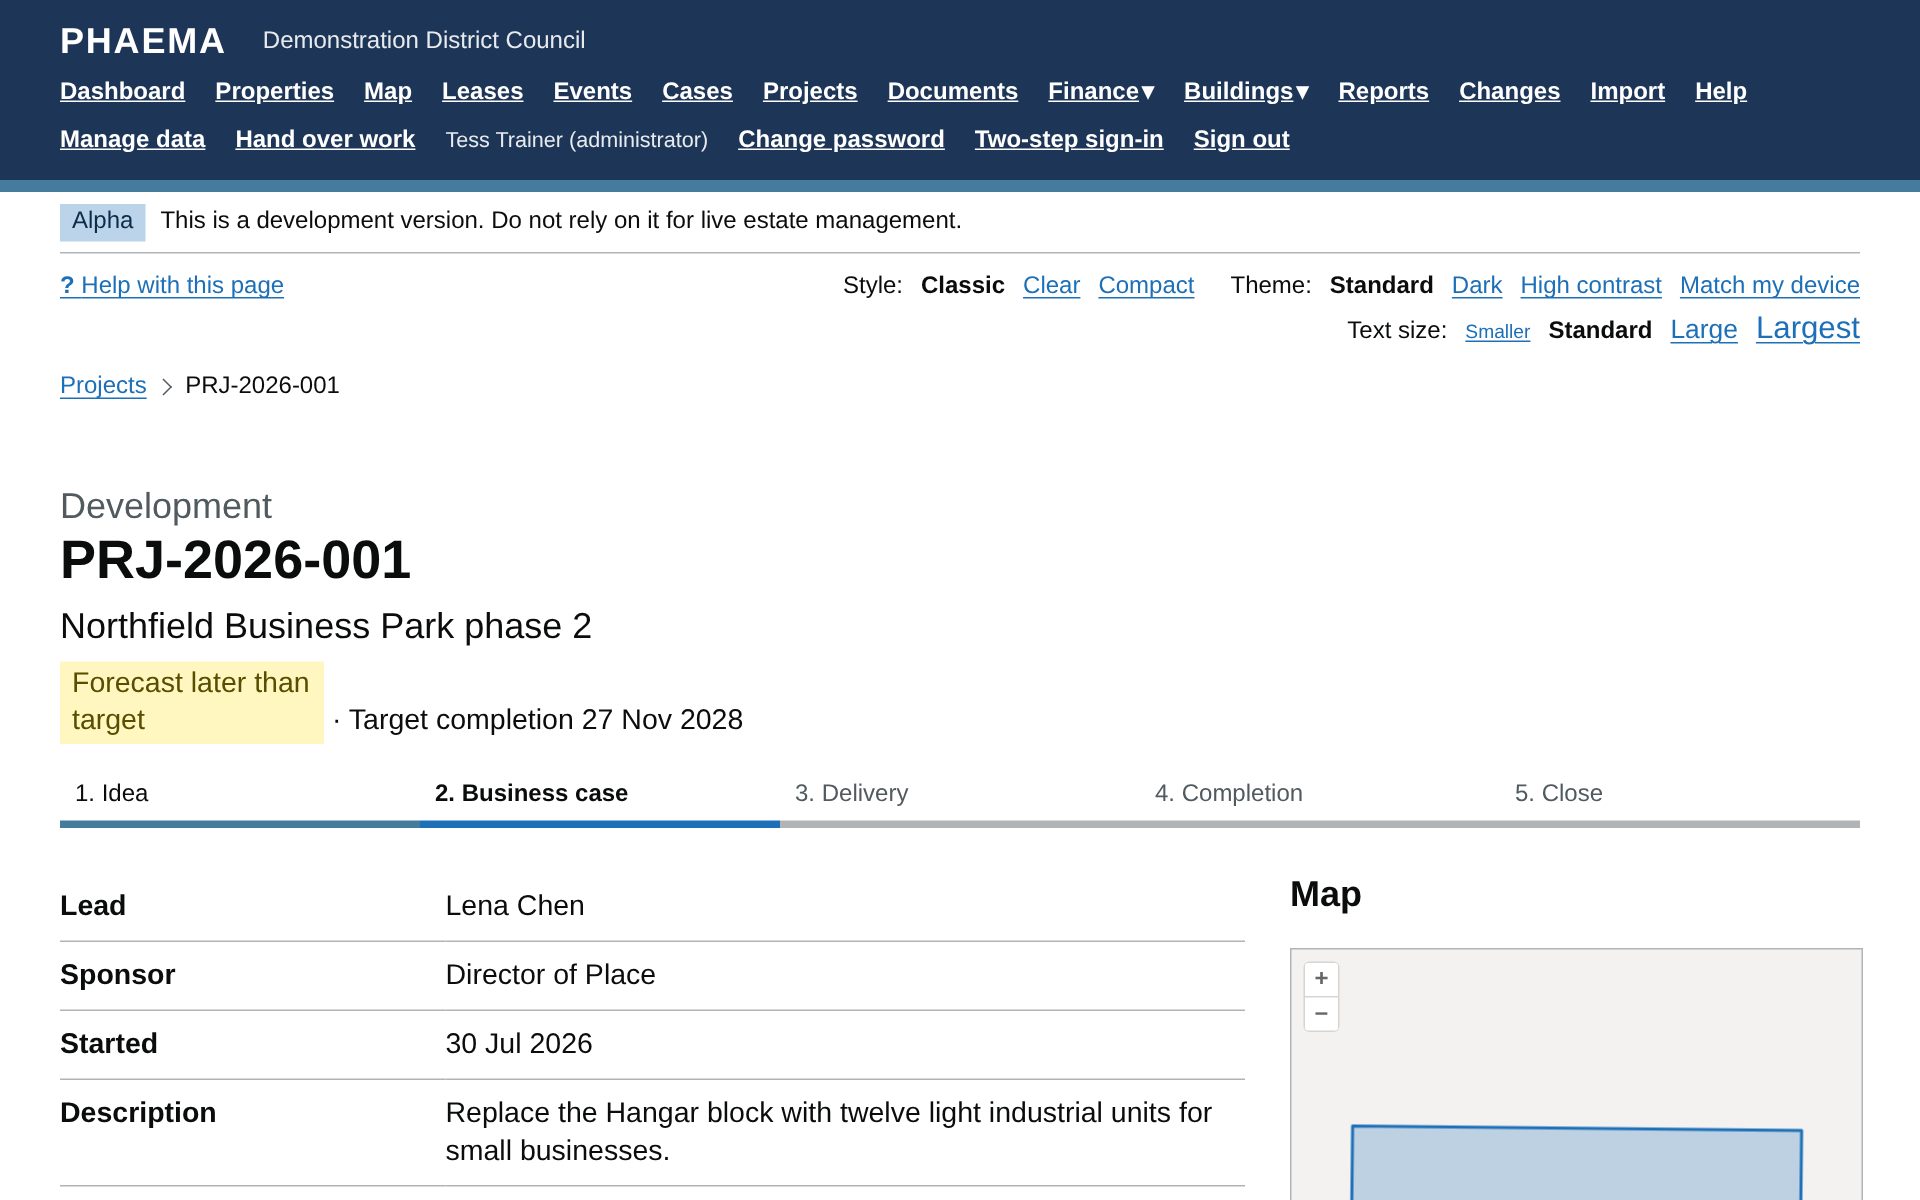 PHAEMA Demonstration District Council
Dashboard Properties Map Leases Events Cases Projects Documents Finance▾ Buildings▾ Reports Changes Import Help
Manage data Hand over work Tess Trainer (administrator) Change password Two-step sign-in Sign out
Alpha This is a development version. Do not rely on it for live estate management.
? Help with this page Style: Classic Clear Compact Theme: Standard Dark High contrast Match my device
Text size: Smaller Standard Large Largest
Projects > PRJ-2026-001
Development
PRJ-2026-001
Northfield Business Park phase 2
Forecast later than
target · Target completion 27 Nov 2028
1. Idea 2. Business case 3. Delivery 4. Completion 5. Close
Map
Lead Lena Chen
+
Sponsor Director of Place
−
Started 30 Jul 2026
Description Replace the Hangar block with twelve light industrial units for
small businesses.